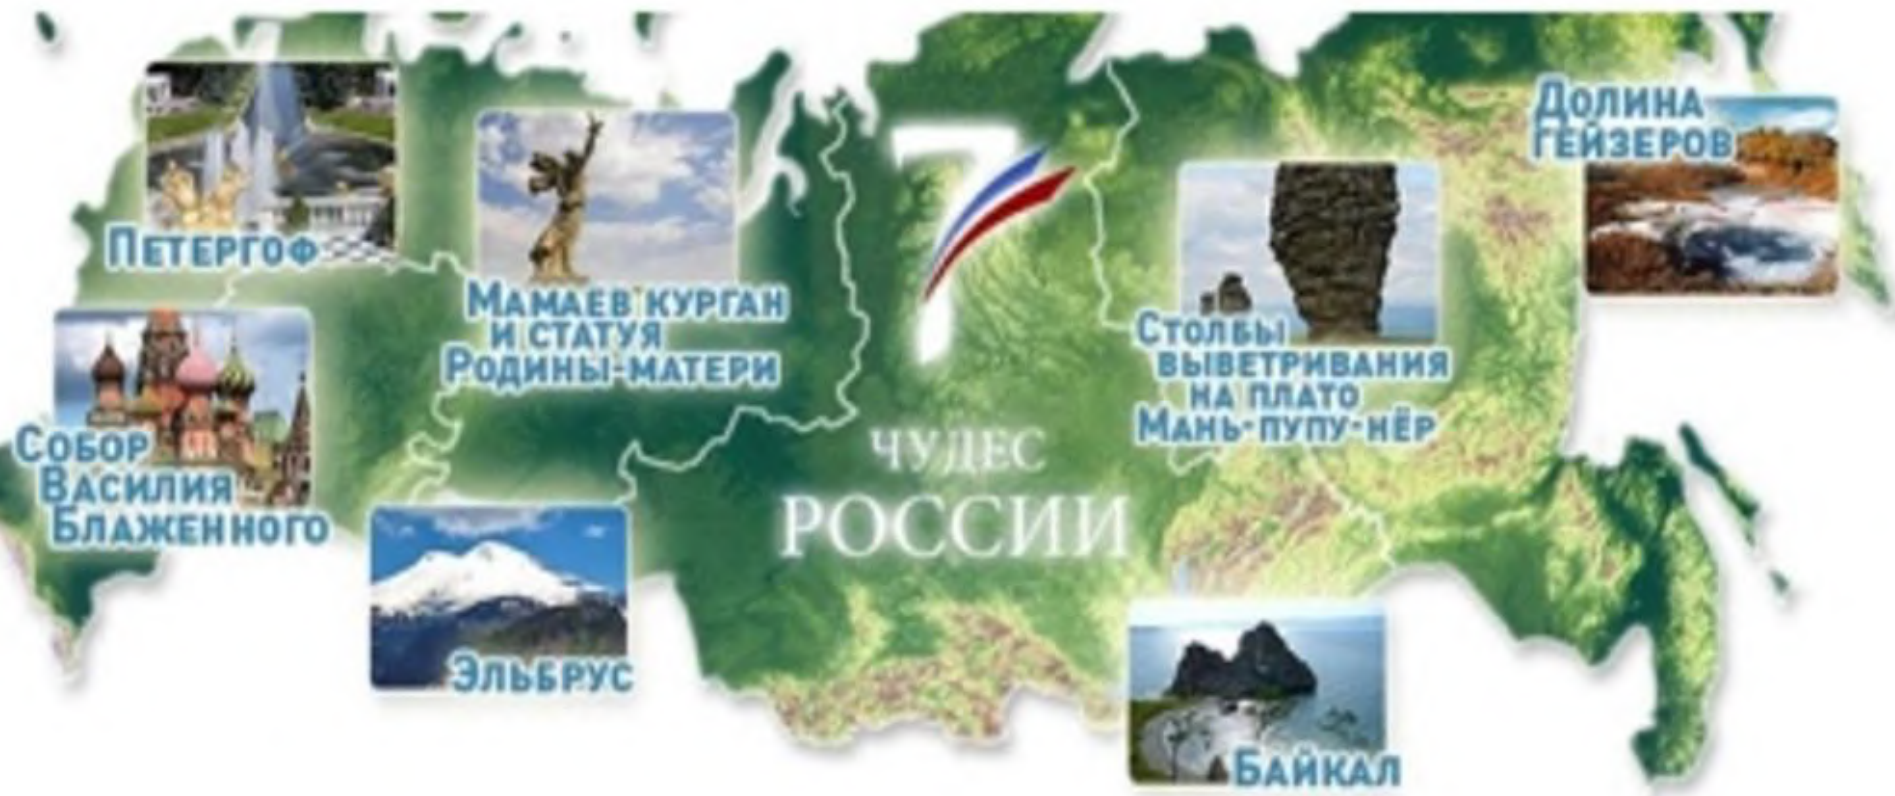 Петергоф
Мамаев курган
и статуя
Родины-матери
Собор
Василия
Блаженного
Эльбрус
7
ЧУДЕС
РОССИИ
Столбы
выветривания
на плато
Мань-Пупу-нёр
Долина
гейзеров
Байкал